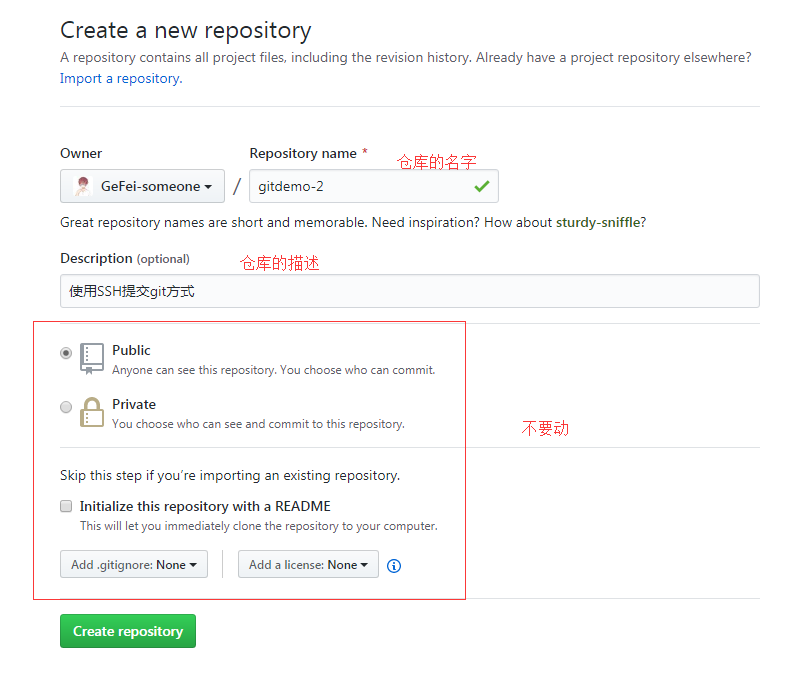 Create a new repository
A repository contains all project files, including the revision history. Already have a project repository elsewhere?
Import a repository.
Owner
Repository name *
仓库的名字
GeFei-someone
/
gitdemo-2
Great repository names are short and memorable. Need inspiration? How about sturdy-sniffle?
Description (optional)
仓库的描述
使用SSH提交git方式
Public
Anyone can see this repository. You choose who can commit.
Private
You choose who can see and commit to this repository.
不要动
Skip this step if you’re importing an existing repository.
Initialize this repository with a README
This will let you immediately clone the repository to your computer.
Add .gitignore: None
Add a license: None
Create repository